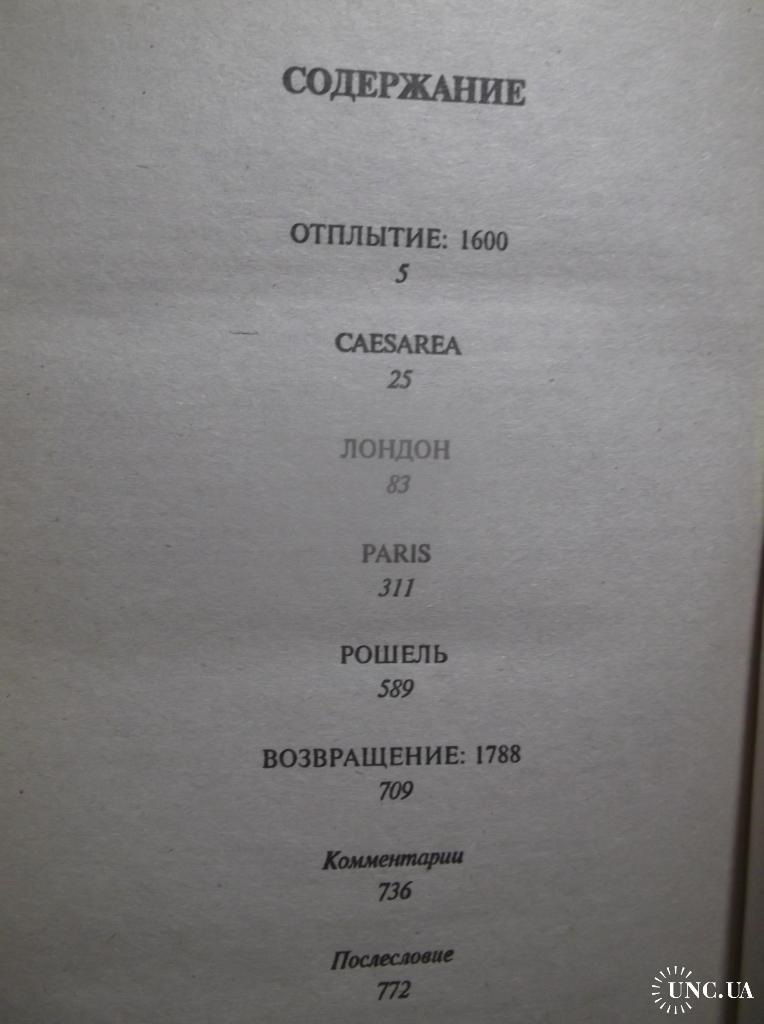 СОДЕРЖАНИЕ
ОТПЛЫТИЕ: 1600
5
CAESAREA
25
ЛОНДОН
83
PARIS
311
РОШЕЛЬ
589
ВОЗВРАЩЕНИЕ: 1788
709
Комментарии
736
Послесловие
772
UNC.UA